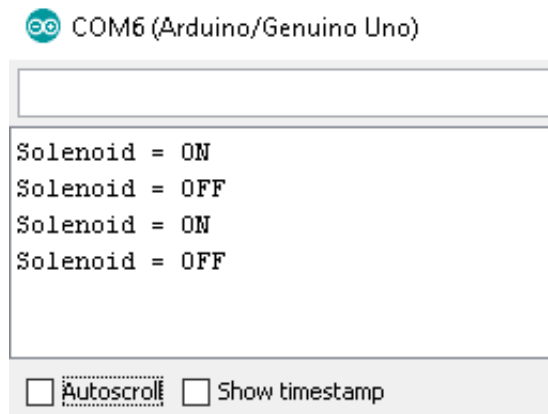 COM6 (Arduino/Genuino Uno)
Solenoid = ON
Solenoid = OFF
Solenoid = ON
Solenoid = OFF
Autoscroll Show timestamp